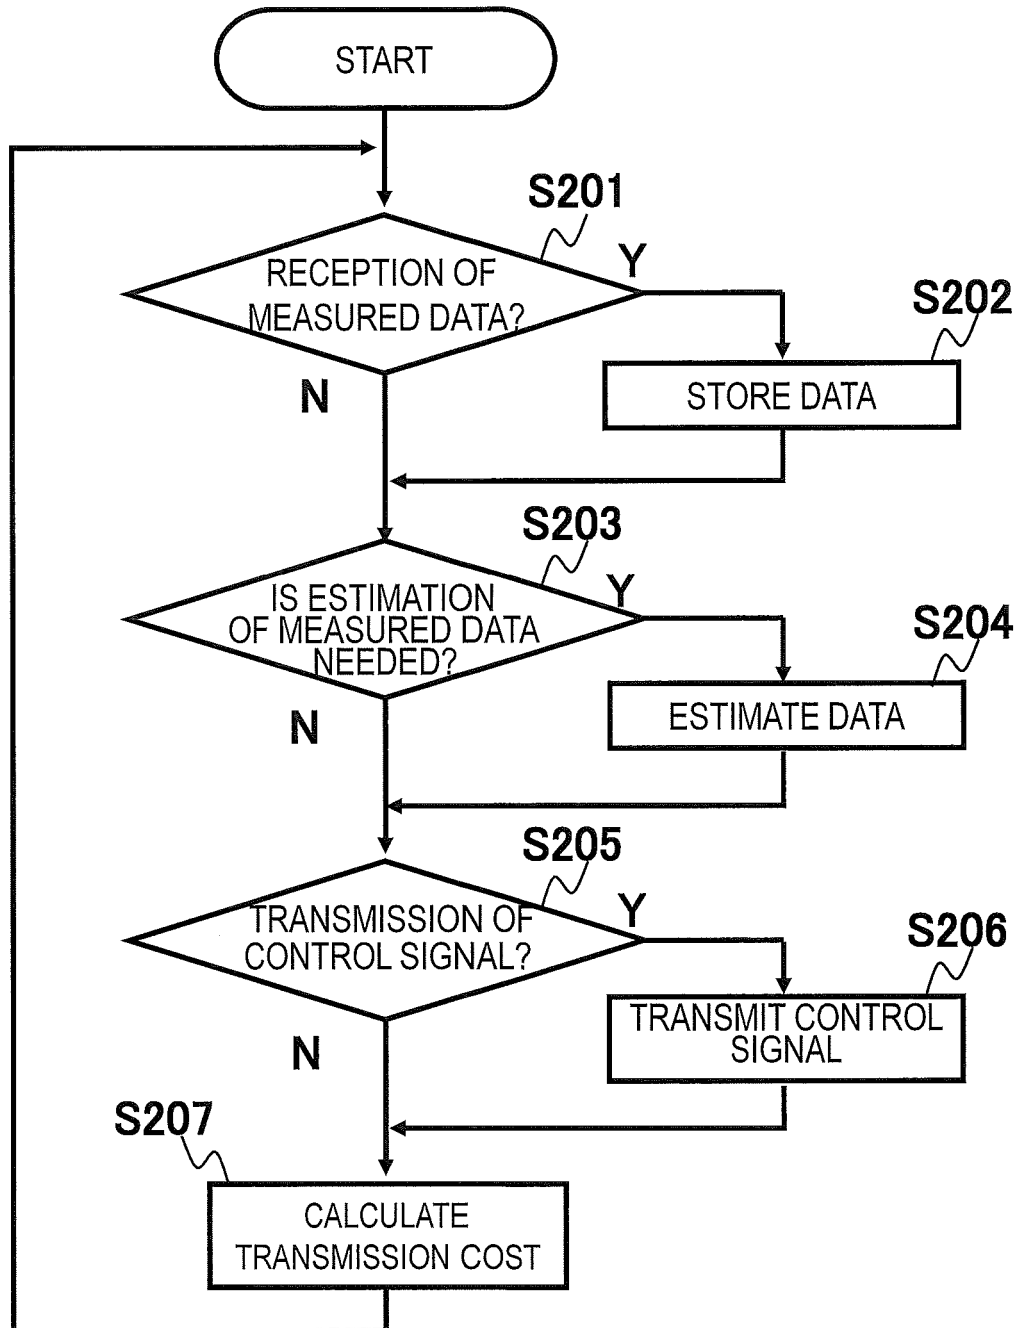 START
S201
Y
RECEPTION OF
MEASURED DATA?
S202
N
STORE DATA
S203
Y
IS ESTIMATION
OF MEASURED DATA
NEEDED?
S204
N
ESTIMATE DATA
S205
Y
TRANSMISSION OF
CONTROL SIGNAL?
S206
N
TRANSMIT CONTROL
SIGNAL
S207
CALCULATE
TRANSMISSION COST